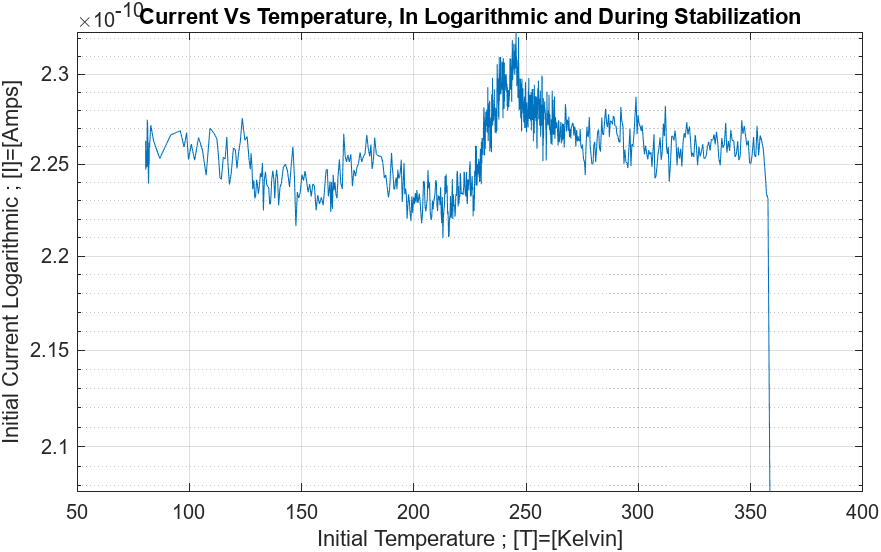 ×10-10
Current Vs Temperature, In Logarithmic and During Stabilization
Initial Current Logarithmic ; [I]=[Amps]
2.3
2.25
2.2
2.15
2.1
50 100 150 200 250 300 350 400
Initial Temperature ; [T]=[Kelvin]